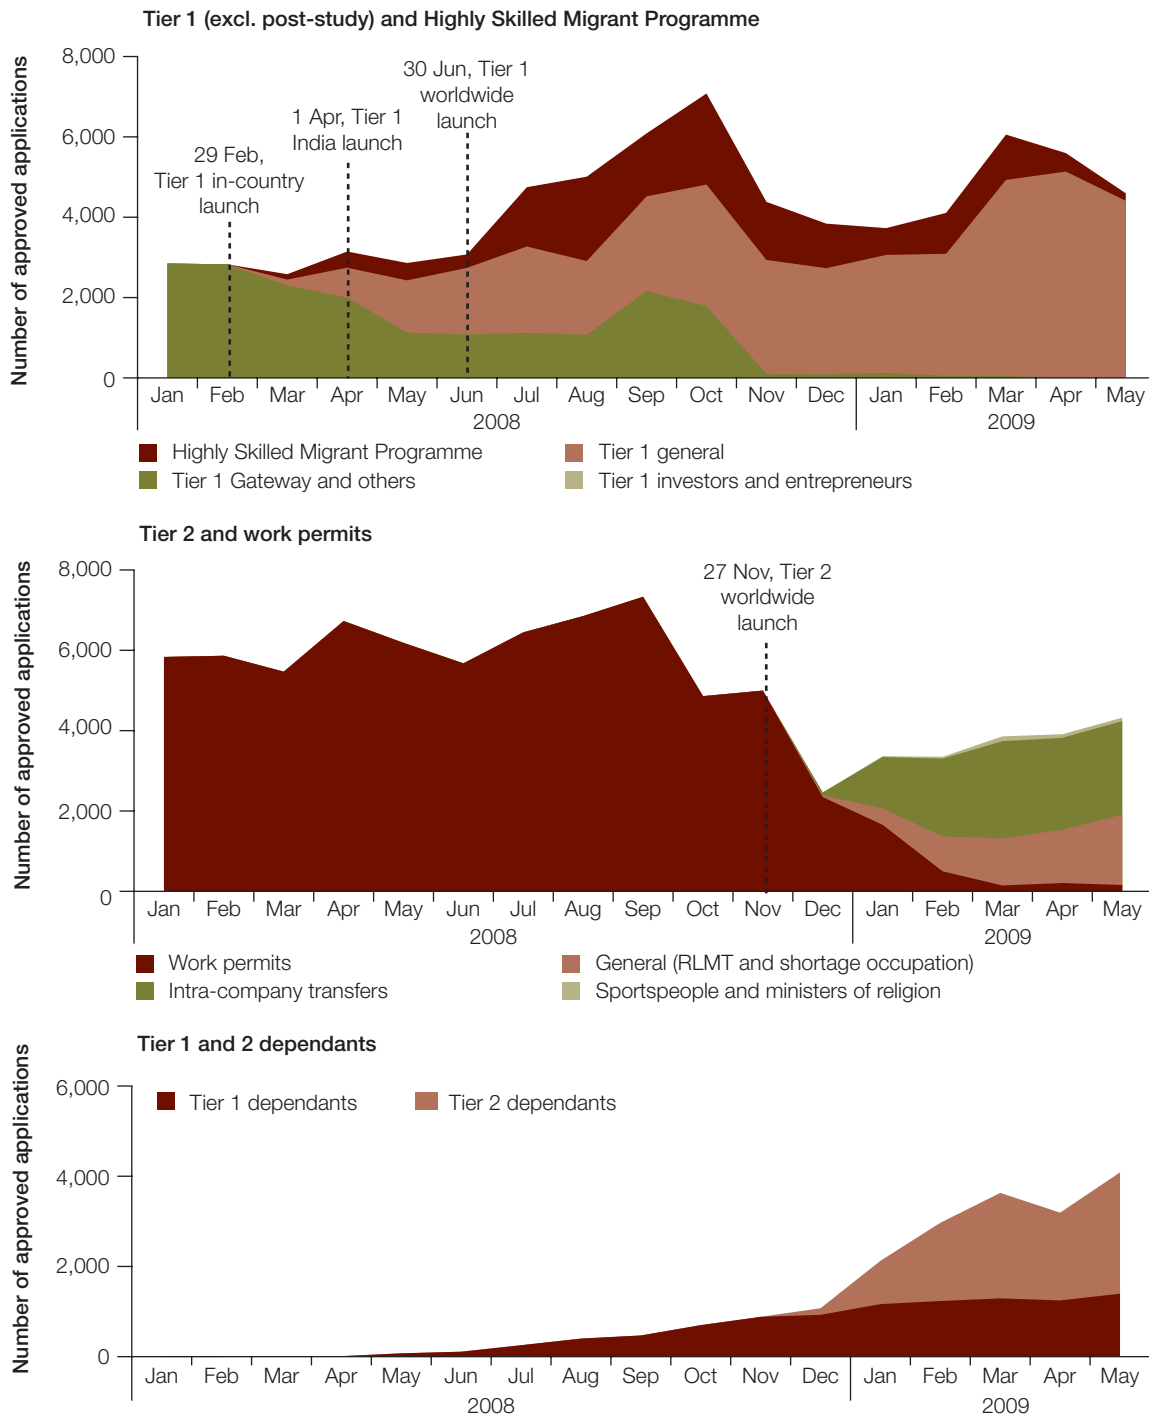 Tier 1 (excl. post-study) and Highly Skilled Migrant Programme
Number of approved applications
8,000
6,000
4,000
2,000
0
29 Feb,
Tier 1 in-country
launch
1 Apr, Tier 1
India launch
30 Jun, Tier 1
worldwide
launch
Jan Feb Mar Apr May Jun Jul Aug Sep Oct Nov Dec Jan Feb Mar Apr May
2008 2009
Highly Skilled Migrant Programme Tier 1 general
Tier 1 Gateway and others Tier 1 investors and entrepreneurs
Tier 2 and work permits
Number of approved applications
8,000
6,000
4,000
2,000
0
27 Nov, Tier 2
worldwide
launch
Jan Feb Mar Apr May Jun Jul Aug Sep Oct Nov Dec Jan Feb Mar Apr May
2008 2009
Work permits General (RLMT and shortage occupation)
Intra-company transfers Sportspeople and ministers of religion
Tier 1 and 2 dependants
Number of approved applications
6,000
4,000
2,000
0
Tier 1 dependants Tier 2 dependants
Jan Feb Mar Apr May Jun Jul Aug Sep Oct Nov Dec Jan Feb Mar Apr May
2008 2009